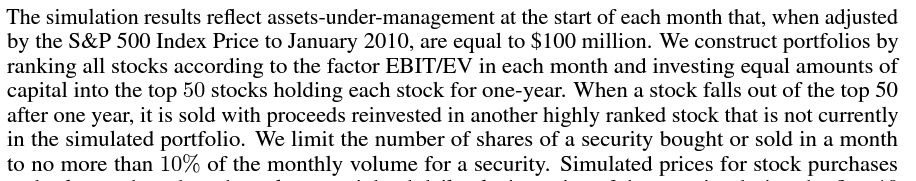 The simulation results reflect assets-under-management at the start of each month that, when adjusted
by the S&P 500 Index Price to January 2010, are equal to $100 million. We construct portfolios by
ranking all stocks according to the factor EBIT/EV in each month and investing equal amounts of
capital into the top 50 stocks holding each stock for one-year. When a stock falls out of the top 50
after one year, it is sold with proceeds reinvested in another highly ranked stock that is not currently
in the simulated portfolio. We limit the number of shares of a security bought or sold in a month
to no more than 10% of the monthly volume for a security. Simulated prices for stock purchases